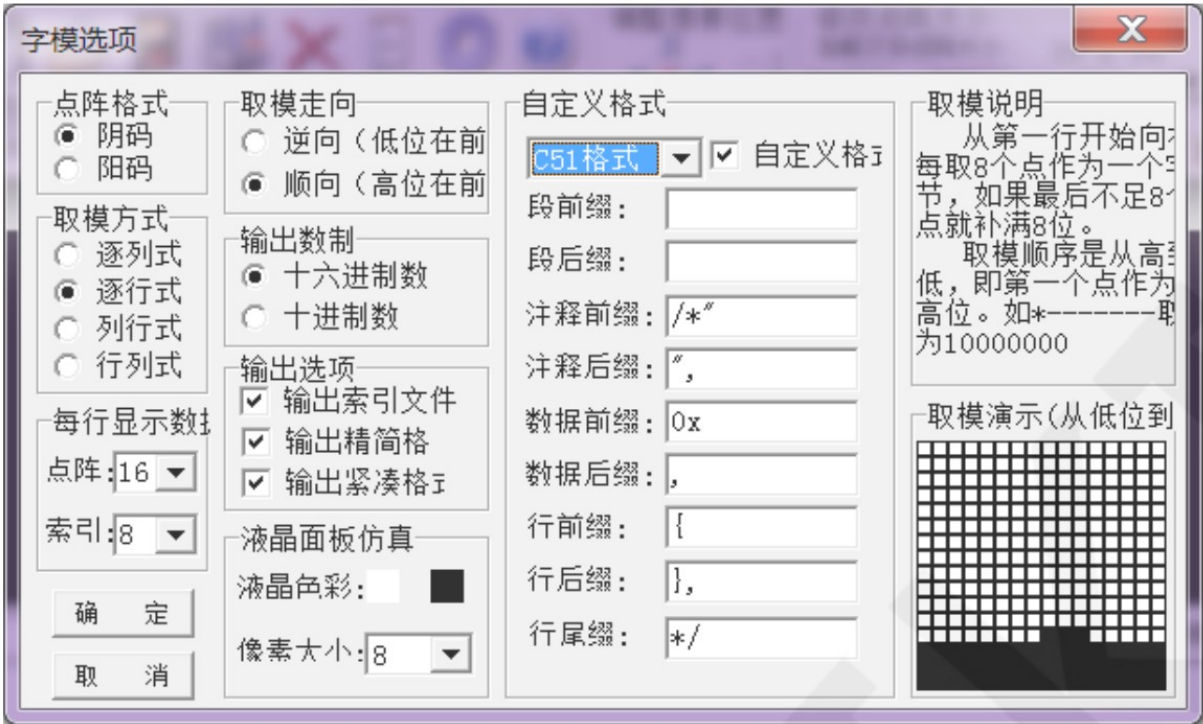 字模选项
点阵格式
阴码
阳码
取模方式
逐列式
逐行式
列行式
行列式
每行显示数据
点阵:16
索引:8
确 定
取 消
取模走向
逆向（低位在前
顺向（高位在前
输出数制
十六进制数
十进制数
输出选项
输出索引文件
输出精简格
输出紧凑格式
液晶面板仿真
液晶色彩:
像素大小:8
自定义格式
C51格式
自定义格式
段前缀:
段后缀:
注释前缀: /*"
注释后缀: ",
数据前缀: 0x
数据后缀: ,
行前缀: {
行后缀: },
行尾缀: */
取模说明
从第一行开始向
每取8个点作为一个字
节，如果最后不足8个
点就补满8位。
取模顺序是从高到
低，即第一个点作为
高位。如*-------取
为10000000
取模演示(从低位到